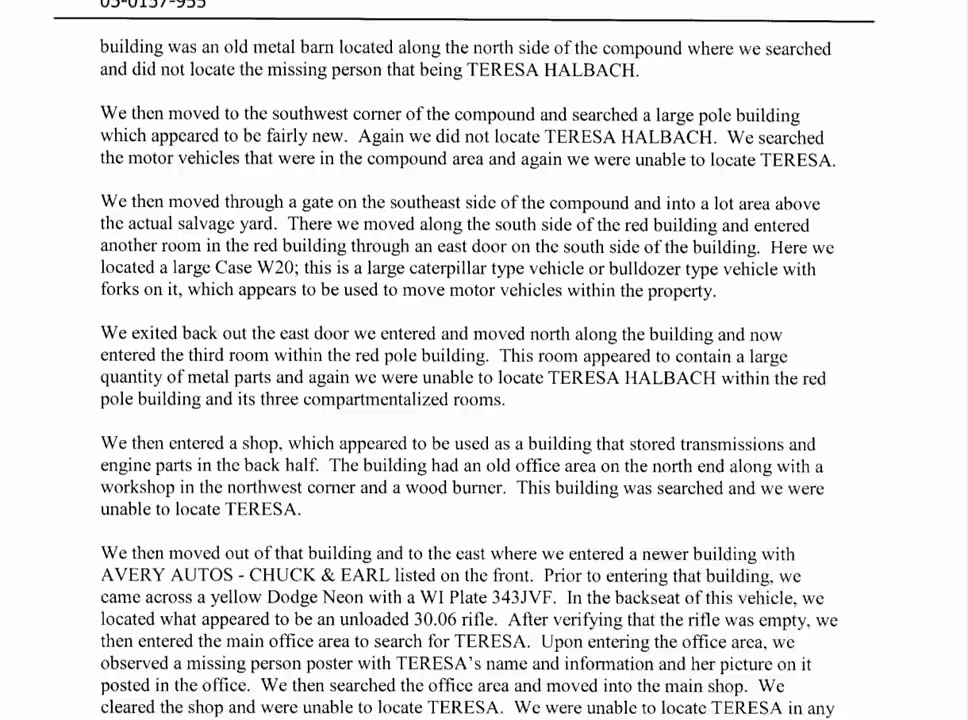 05-0157-955
building was an old metal barn located along the north side of the compound where we searched
and did not locate the missing person that being TERESA HALBACH.
We then moved to the southwest corner of the compound and searched a large pole building
which appeared to be fairly new. Again we did not locate TERESA HALBACH. We searched
the motor vehicles that were in the compound area and again we were unable to locate TERESA.
We then moved through a gate on the southeast side of the compound and into a lot area above
the actual salvage yard. There we moved along the south side of the red building and entered
another room in the red building through an east door on the south side of the building. Here we
located a large Case W20; this is a large caterpillar type vehicle or bulldozer type vehicle with
forks on it, which appears to be used to move motor vehicles within the property.
We exited back out the east door we entered and moved north along the building and now
entered the third room within the red pole building. This room appeared to contain a large
quantity of metal parts and again we were unable to locate TERESA HALBACH within the red
pole building and its three compartmentalized rooms.
We then entered a shop, which appeared to be used as a building that stored transmissions and
engine parts in the back half. The building had an old office area on the north end along with a
workshop in the northwest corner and a wood burner. This building was searched and we were
unable to locate TERESA.
We then moved out of that building and to the east where we entered a newer building with
AVERY AUTOS - CHUCK & EARL listed on the front. Prior to entering that building, we
came across a yellow Dodge Neon with a WI Plate 343JVF. In the backseat of this vehicle, we
located what appeared to be an unloaded 30.06 rifle. After verifying that the rifle was empty, we
then entered the main office area to search for TERESA. Upon entering the office area, we
observed a missing person poster with TERESA's name and information and her picture on it
posted in the office. We then searched the office area and moved into the main shop. We
cleared the shop and were unable to locate TERESA. We were unable to locate TERESA in any